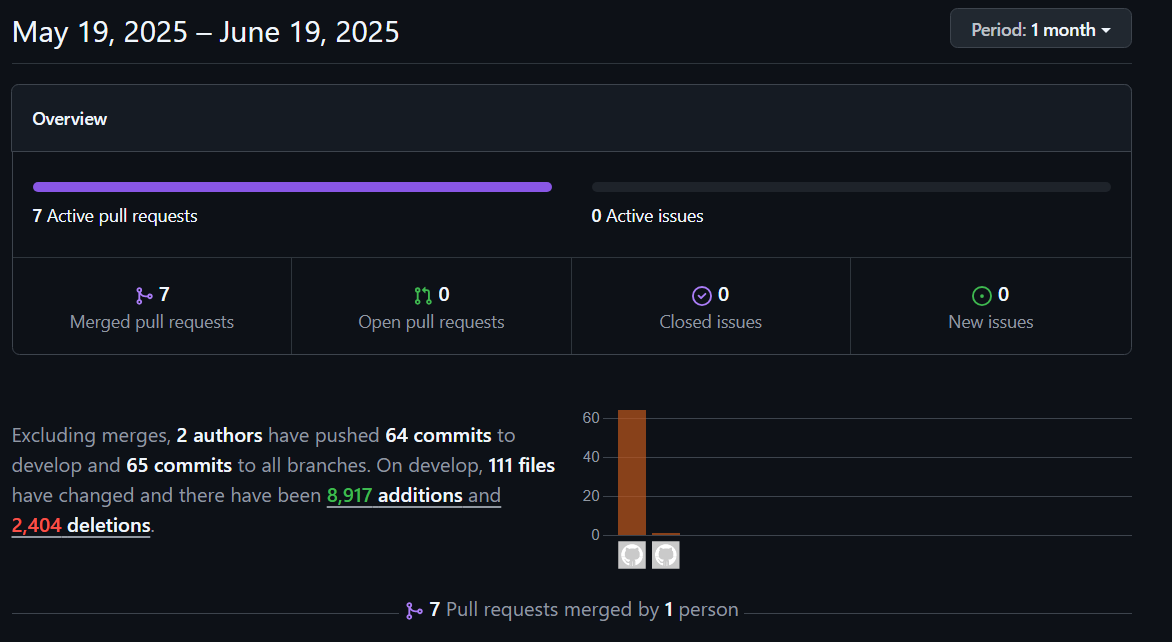 May 19, 2025 – June 19, 2025
Period: 1 month
Overview
7 Active pull requests
0 Active issues
7
Merged pull requests
0
Open pull requests
0
Closed issues
0
New issues
Excluding merges, 2 authors have pushed 64 commits to
develop and 65 commits to all branches. On develop, 111 files
have changed and there have been 8,917 additions and
2,404 deletions.
60
40
20
0
7 Pull requests merged by 1 person